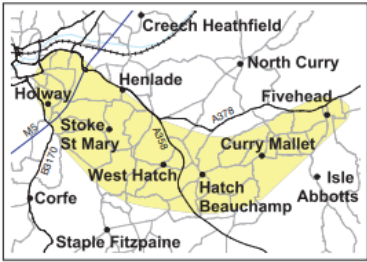 Creech Heathfield
North Curry
Henlade
Fivehead
Holway
A378
M5
Stoke
St Mary
A358
Curry Mallet
B3170
West Hatch
Isle
Abbotts
Hatch
Beauchamp
Corfe
Staple Fitzpaine